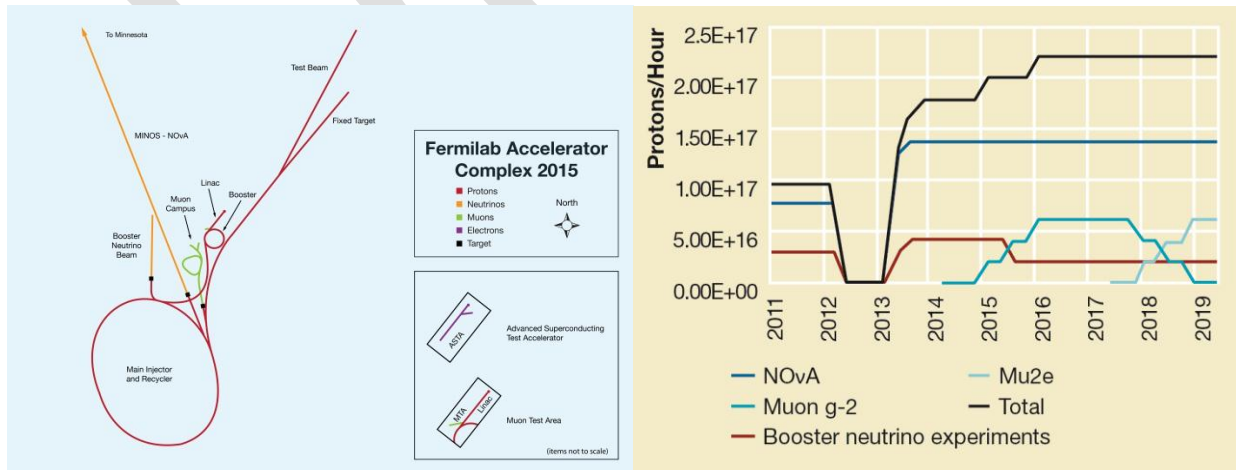 To Minnesota
Test Beam
Fixed Target
MINOS - NOνA
Linac
Muon
Campus
Booster
Booster
Neutrino
Beam
Main Injector
and Recycler
Fermilab Accelerator
Complex 2015
Protons
Neutrinos
Muons
Electrons
Target
North
ASTA
Advanced Superconducting
Test Accelerator
MTA
Linac
Muon Test Area
(items not to scale)
Protons/Hour
2.5E+17
2.00E+17
1.50E+17
1.00E+17
5.00E+16
0.00E+00
2011
2012
2013
2014
2015
2016
2017
2018
2019
NOνA
Mu2e
Muon g-2
Total
Booster neutrino experiments